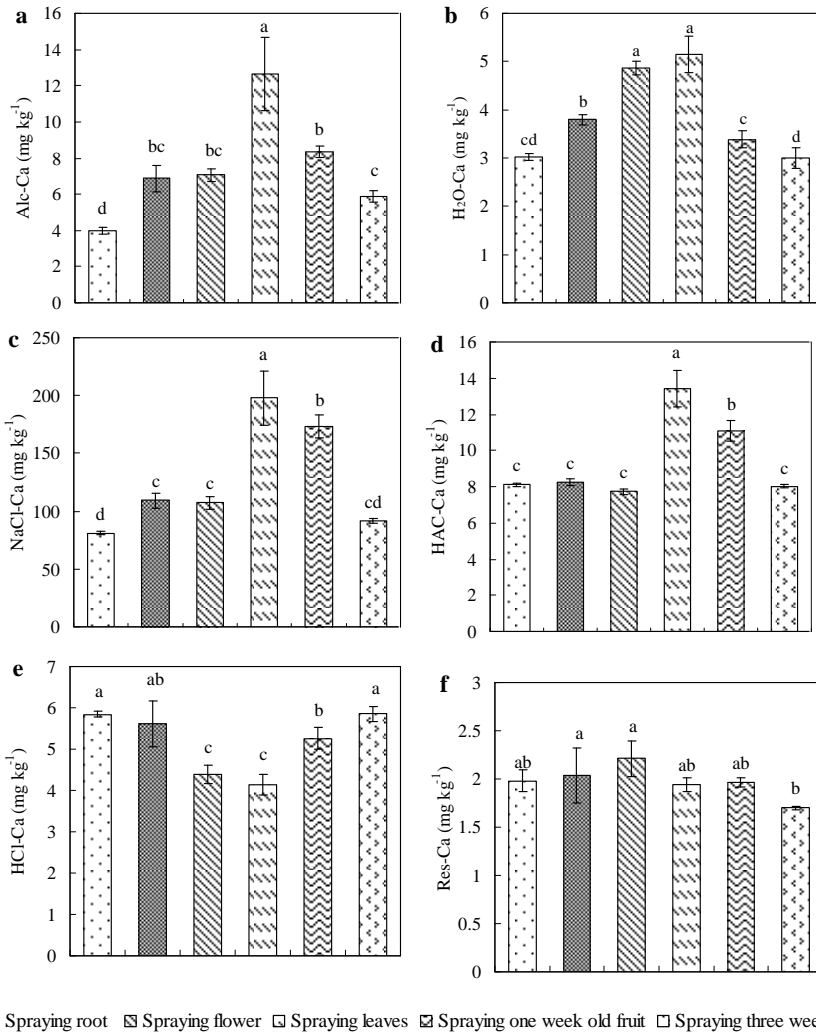 a
16
14
12
10
8
6
4
2
0
Alc-Ca (mg kg⁻¹)
d
bc
bc
a
b
c
b
6
5
4
3
2
1
0
H₂O-Ca (mg kg⁻¹)
cd
b
a
a
c
d
c
250
200
150
100
50
0
NaCl-Ca (mg kg⁻¹)
d
c
c
a
b
cd
d
16
14
12
10
8
6
4
2
0
HAC-Ca (mg kg⁻¹)
c
c
c
a
b
c
e
7
6
5
4
3
2
1
0
HCl-Ca (mg kg⁻¹)
a
ab
c
c
b
a
f
3
2.5
2
1.5
1
0.5
0
Res-Ca (mg kg⁻¹)
ab
a
a
ab
ab
b
Spraying root Spraying flower Spraying leaves Spraying one week old fruit Spraying three wee